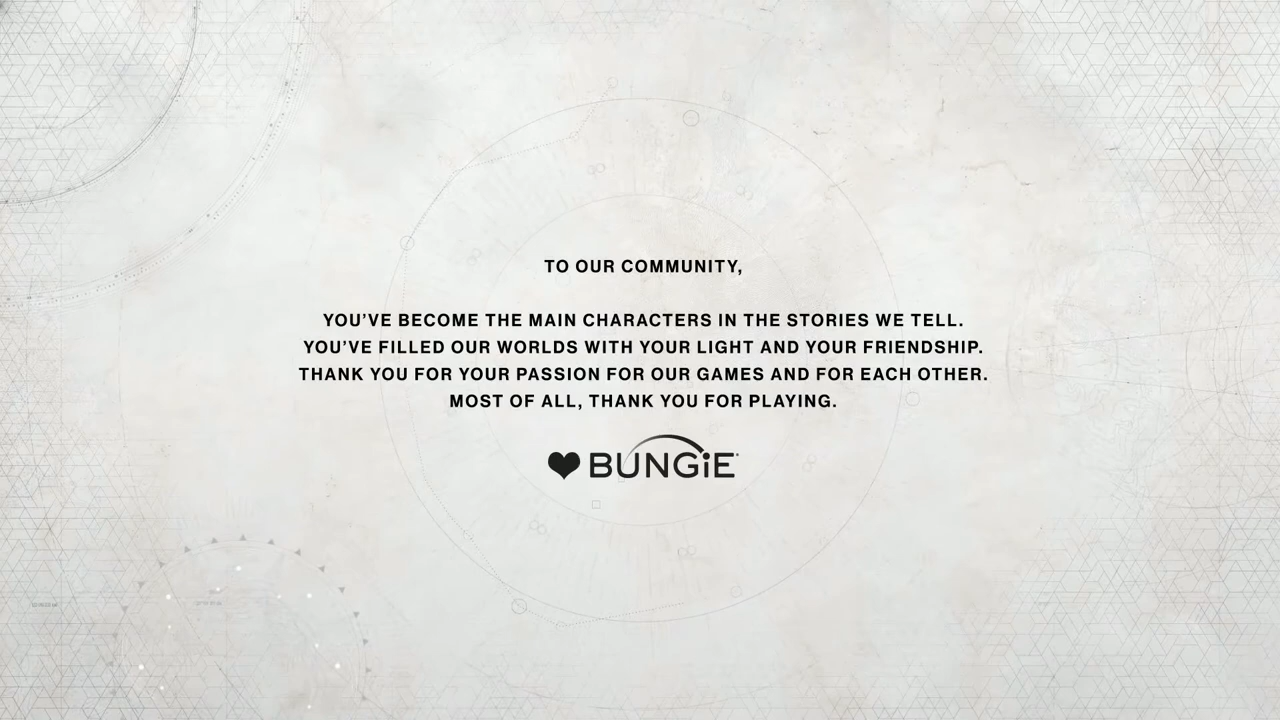 TO OUR COMMUNITY,
YOU'VE BECOME THE MAIN CHARACTERS IN THE STORIES WE TELL.
YOU'VE FILLED OUR WORLDS WITH YOUR LIGHT AND YOUR FRIENDSHIP.
THANK YOU FOR YOUR PASSION FOR OUR GAMES AND FOR EACH OTHER.
MOST OF ALL, THANK YOU FOR PLAYING.
BUNGiE